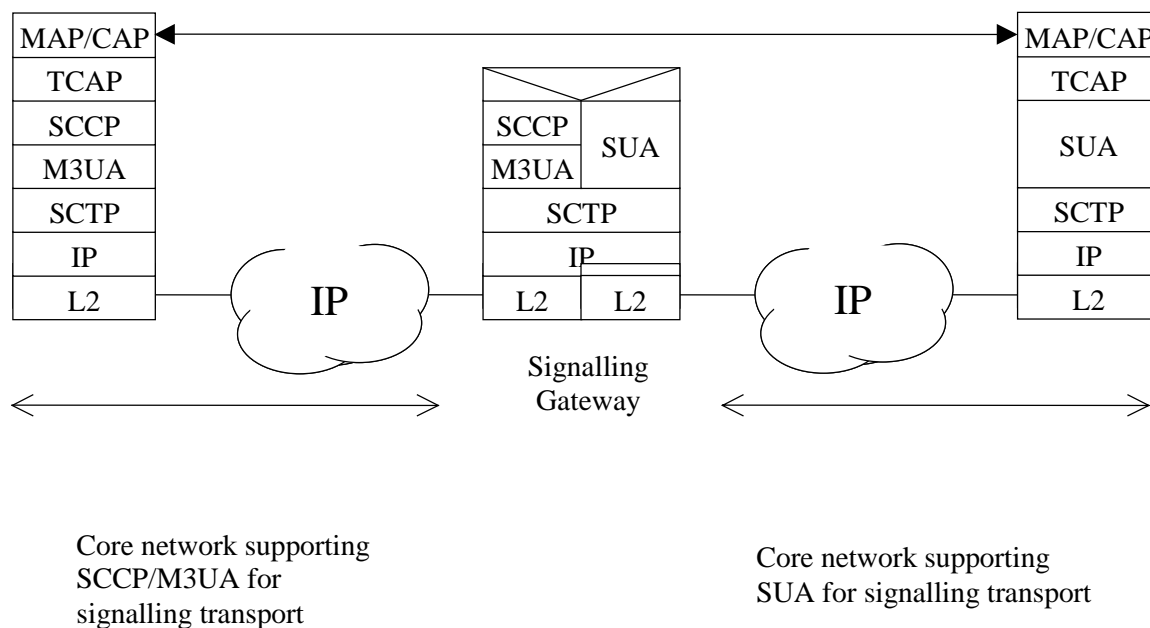 MAP/CAP
TCAP
SCCP
M3UA
SCTP
IP
L2
IP
SCCP
M3UA
SUA
SCTP
IP
L2
L2
Signalling
Gateway
IP
MAP/CAP
TCAP
SUA
SCTP
IP
L2
Core network supporting
SCCP/M3UA for
signalling transport
Core network supporting
SUA for signalling transport